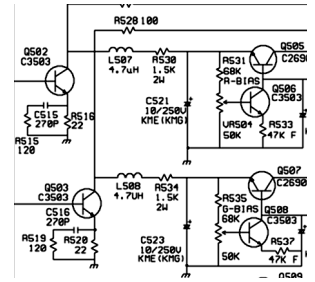 R528 100
Q502
C3503
L507
4.7uH
R530
1.5K
2W
R531
68K
R-BIAS
Q505
C2690
Q506
C3503
C515
270P
R516
22
R515
120
C521
10/250V
KME(KMG)
VR504
50K
R533
47K F
Q503
C3503
L508
4.7UH
R534
1.5K
2W
R535
G-BIAS
68K
Q507
C2690
Q508
C3503
C516
270P
R519
120
R520
22
C523
10/250V
KME(KMG)
50K
R537
47K F
Q509